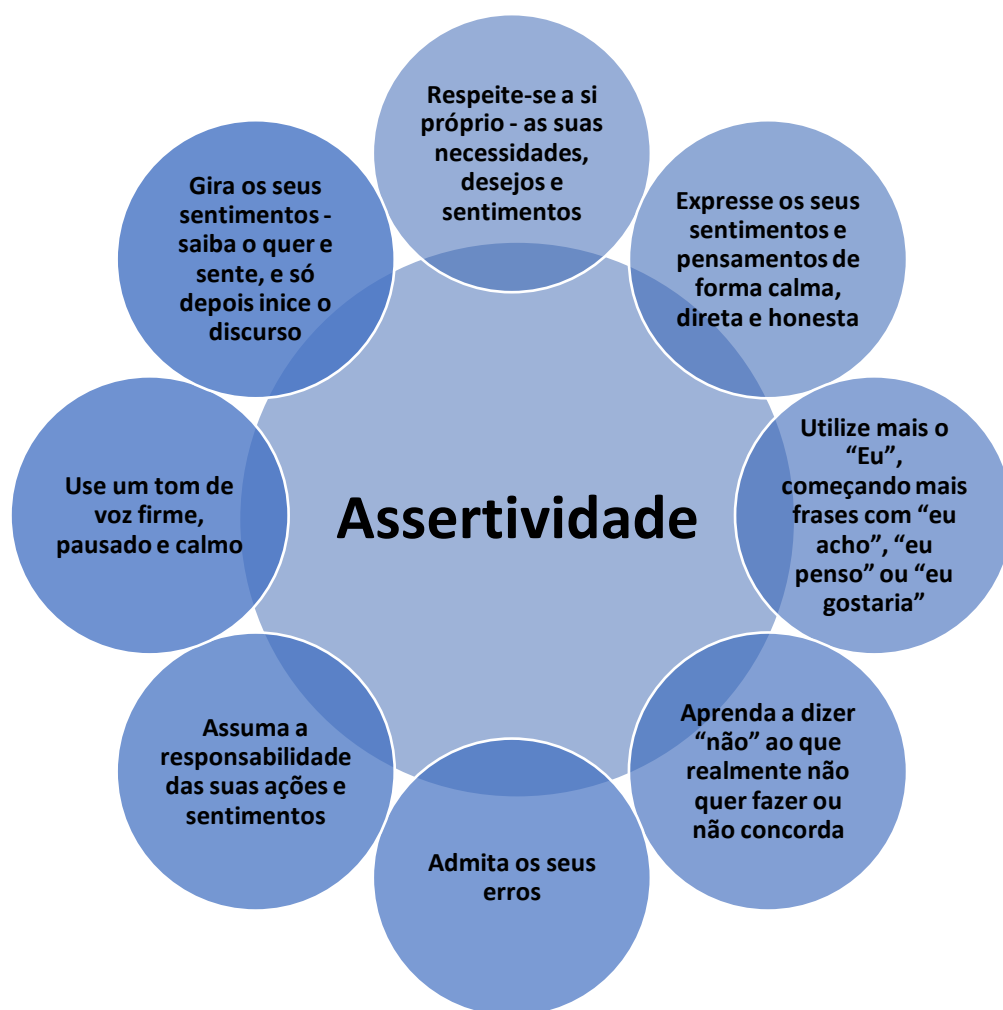 Respeite-se a si
próprio - as suas
necessidades,
desejos e
sentimentos
Expresse os seus
sentimentos e
pensamentos de
forma calma,
direta e honesta
Utilize mais o
“Eu”,
começando mais
frases com “eu
acho”, “eu
penso” ou “eu
gostaria”
Aprenda a dizer
“não” ao que
realmente não
quer fazer ou
não concorda
Admita os seus
erros
Assuma a
responsabilidade
das suas ações e
sentimentos
Use um tom de
voz firme,
pausado e calmo
Gira os seus
sentimentos -
saiba o quer e
sente, e só
depois inice o
discurso
Assertividade